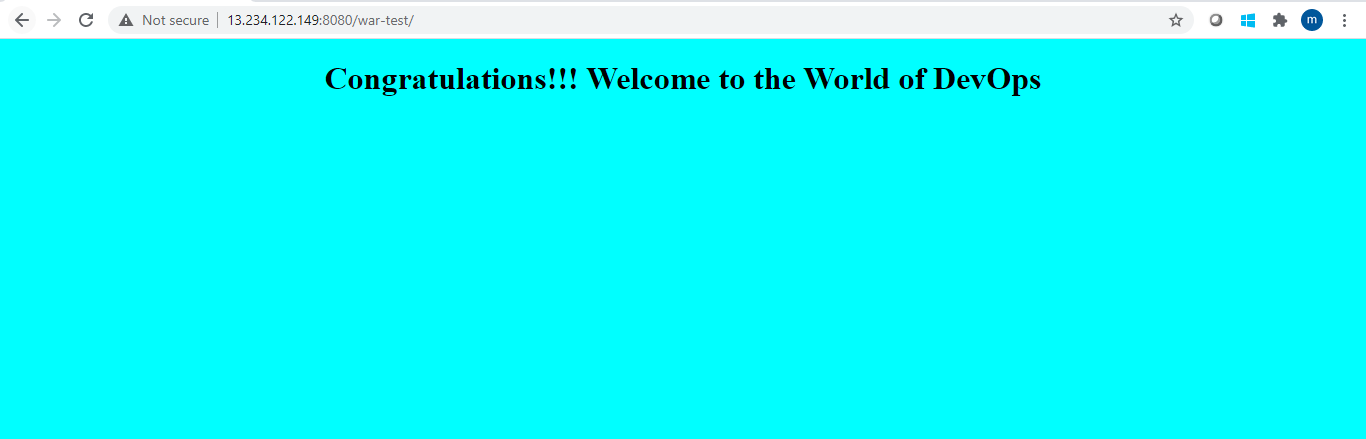 Not secure 13.234.122.149:8080/war-test/
m
Congratulations!!! Welcome to the World of DevOps